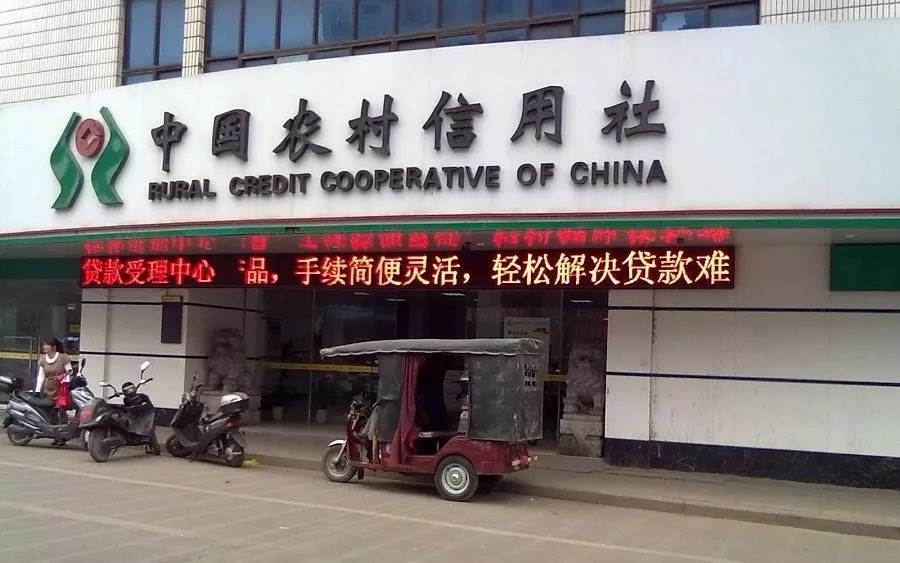 中国农村信用社
RURAL CREDIT COOPERATIVE OF CHINA
贷款受理中心 品，手续简便灵活，轻松解决贷款难